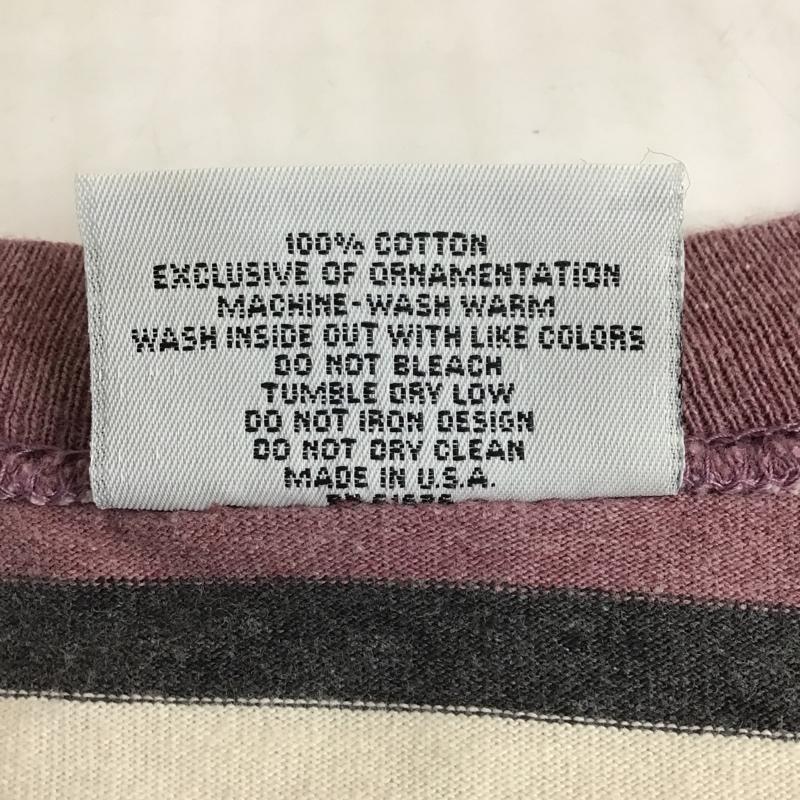 100% COTTON
EXCLUSIVE OF ORNAMENTATION
MACHINE-WASH WARM
WASH INSIDE OUT WITH LIKE COLORS
DO NOT BLEACH
TUMBLE DRY LOW
DO NOT IRON DESIGN
DO NOT DRY CLEAN
MADE IN U.S.A.